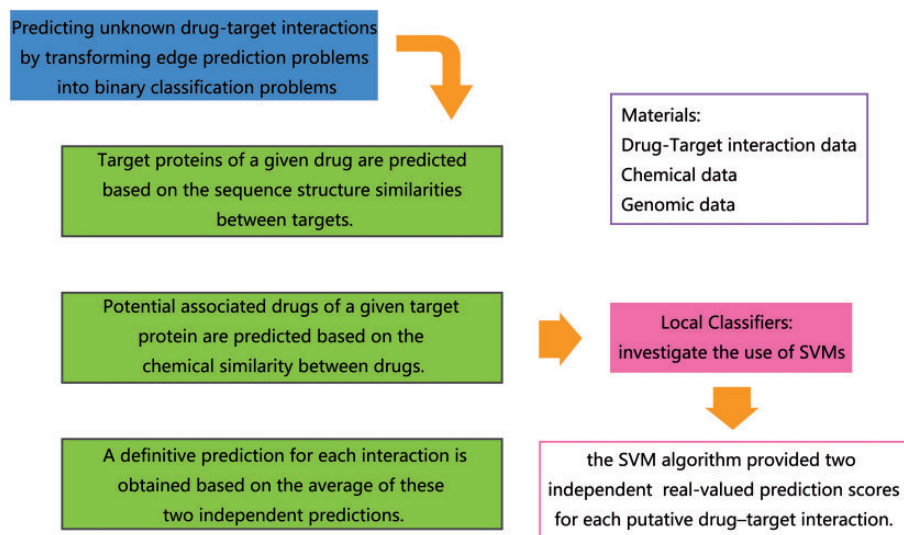 Predicting unknown drug-target interactions
by transforming edge prediction problems
into binary classification problems
Materials:
Drug-Target interaction data
Chemical data
Genomic data
Target proteins of a given drug are predicted
based on the sequence structure similarities
between targets.
Potential associated drugs of a given target
protein are predicted based on the
chemical similarity between drugs.
Local Classifiers:
investigate the use of SVMs
A definitive prediction for each interaction is
obtained based on the average of these
two independent predictions.
the SVM algorithm provided two
independent real-valued prediction scores
for each putative drug–target interaction.